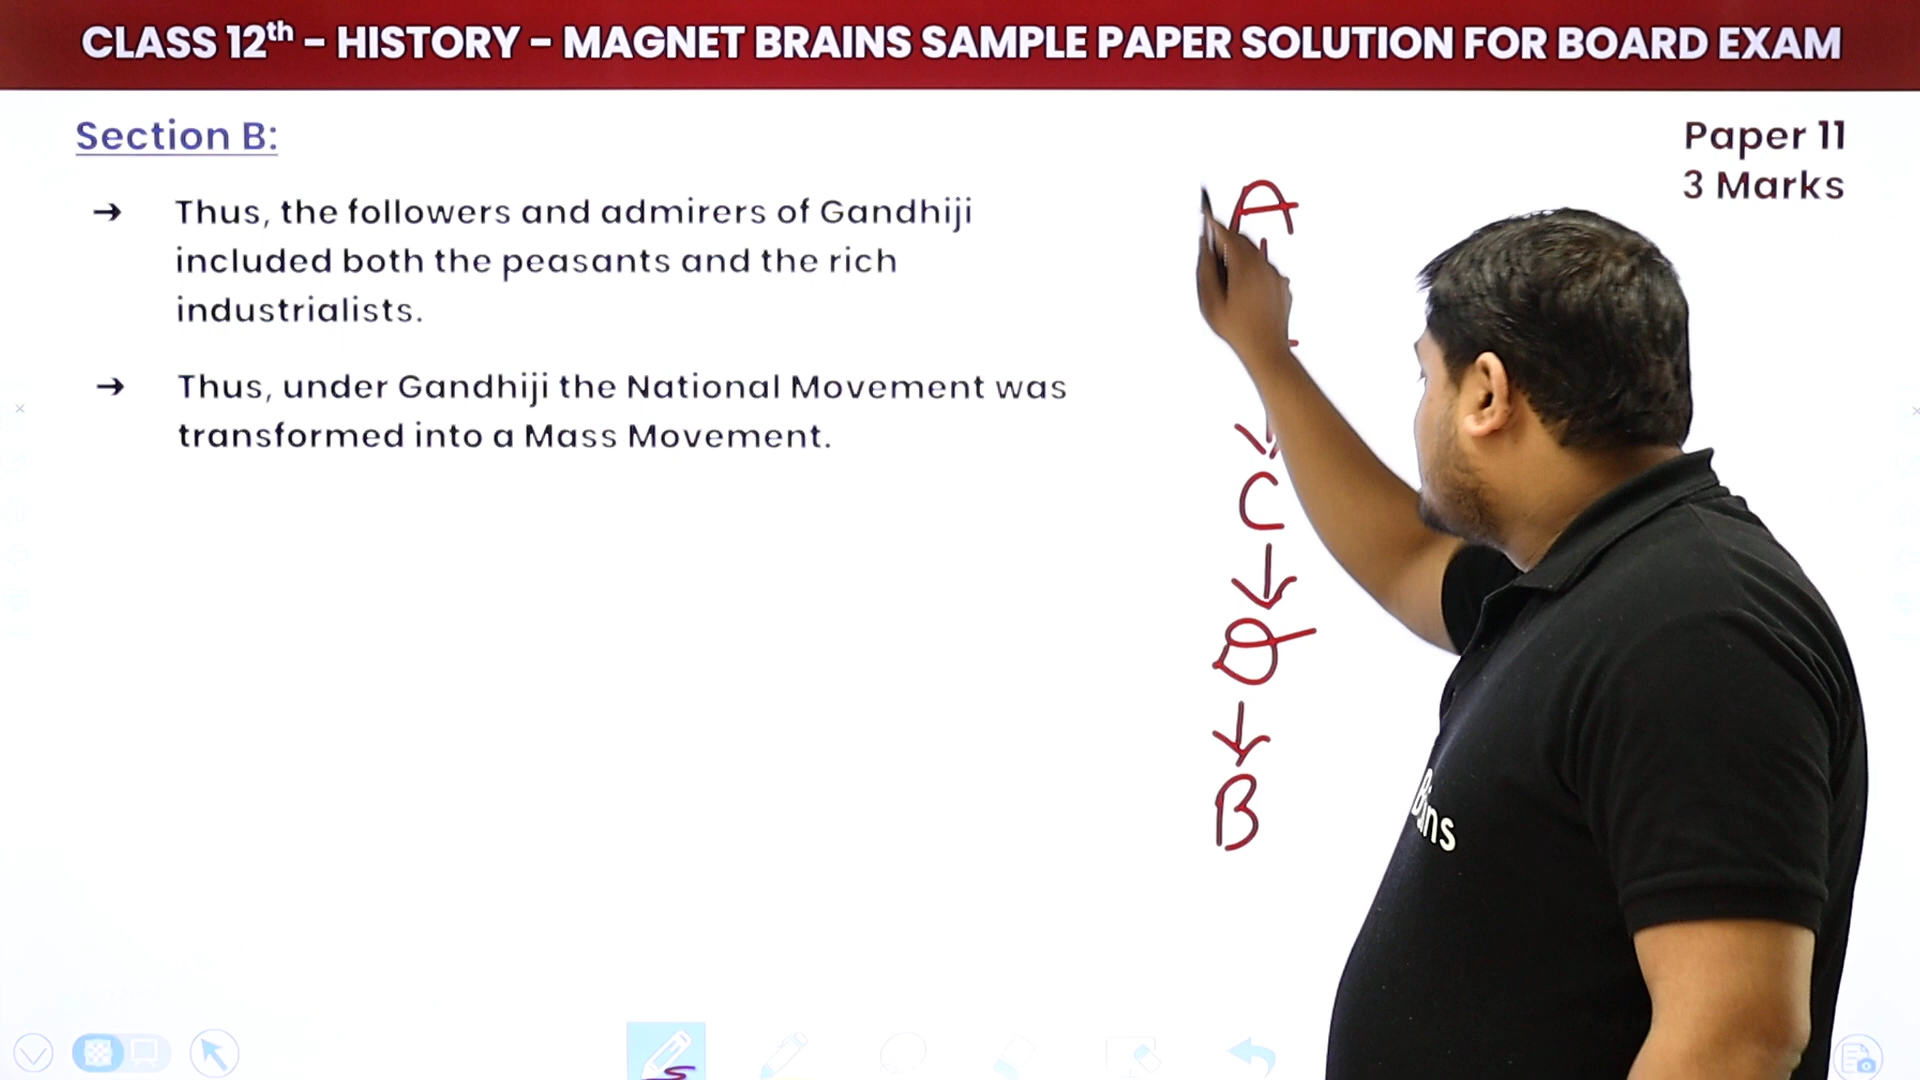 CLASS 12th - HISTORY - MAGNET BRAINS SAMPLE PAPER SOLUTION FOR BOARD EXAM
Section B:
Paper 11
3 Marks
➔ Thus, the followers and admirers of Gandhiji
included both the peasants and the rich
industrialists.
➔ Thus, under Gandhiji the National Movement was
transformed into a Mass Movement.
A
C
B